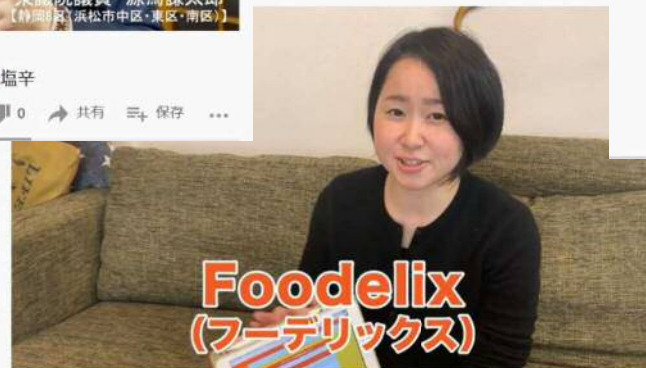 【静岡8区(浜松市中区・東区・南区)】
塩辛
0 共有 保存 …
Foodelix
(フーデリックス)